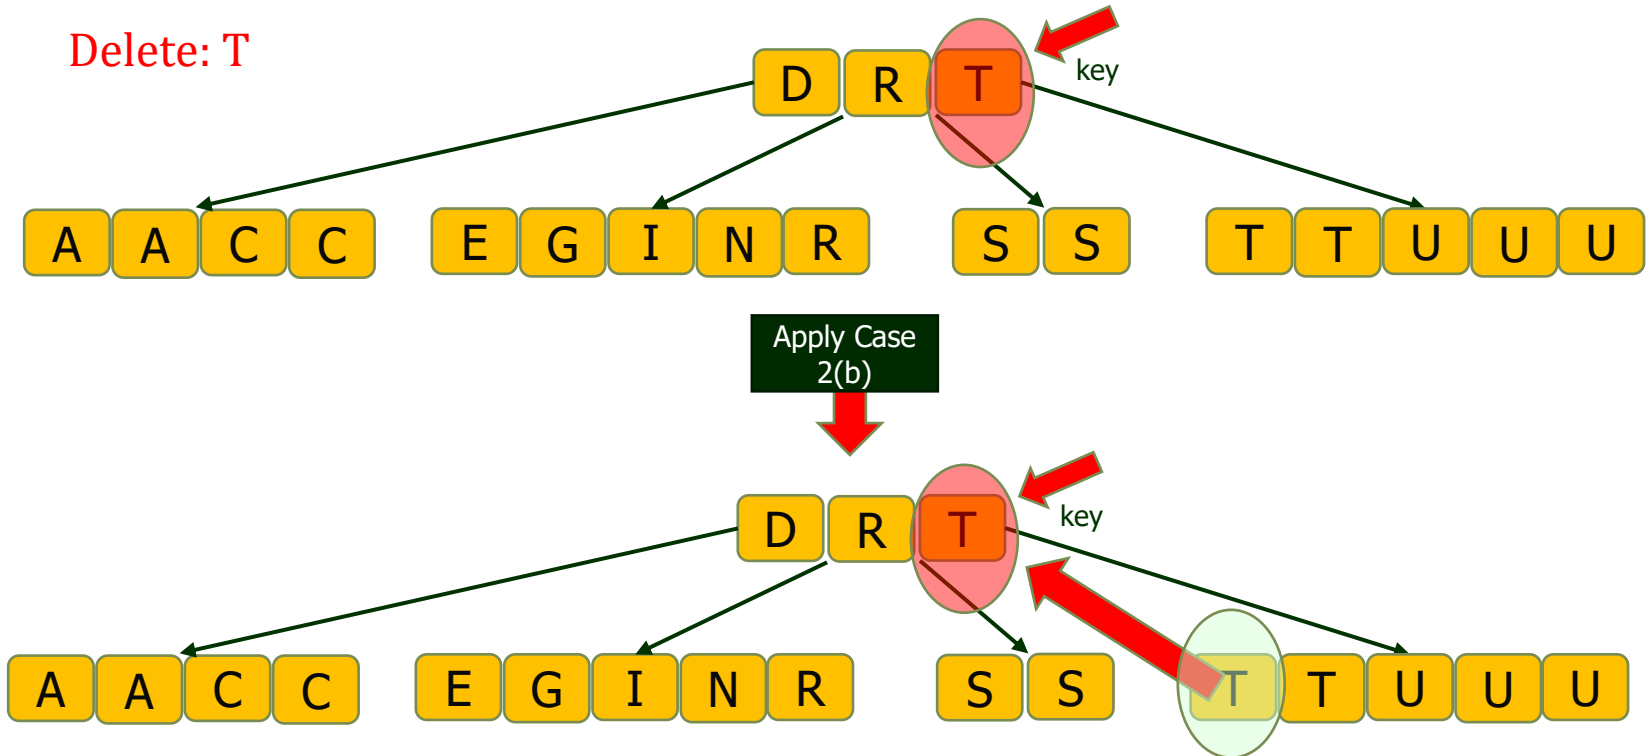 Delete: T
D R T
key
A A C C E G I N R S S T T U U U
Apply Case
2(b)
D R T
key
A A C C E G I N R S S T T U U U